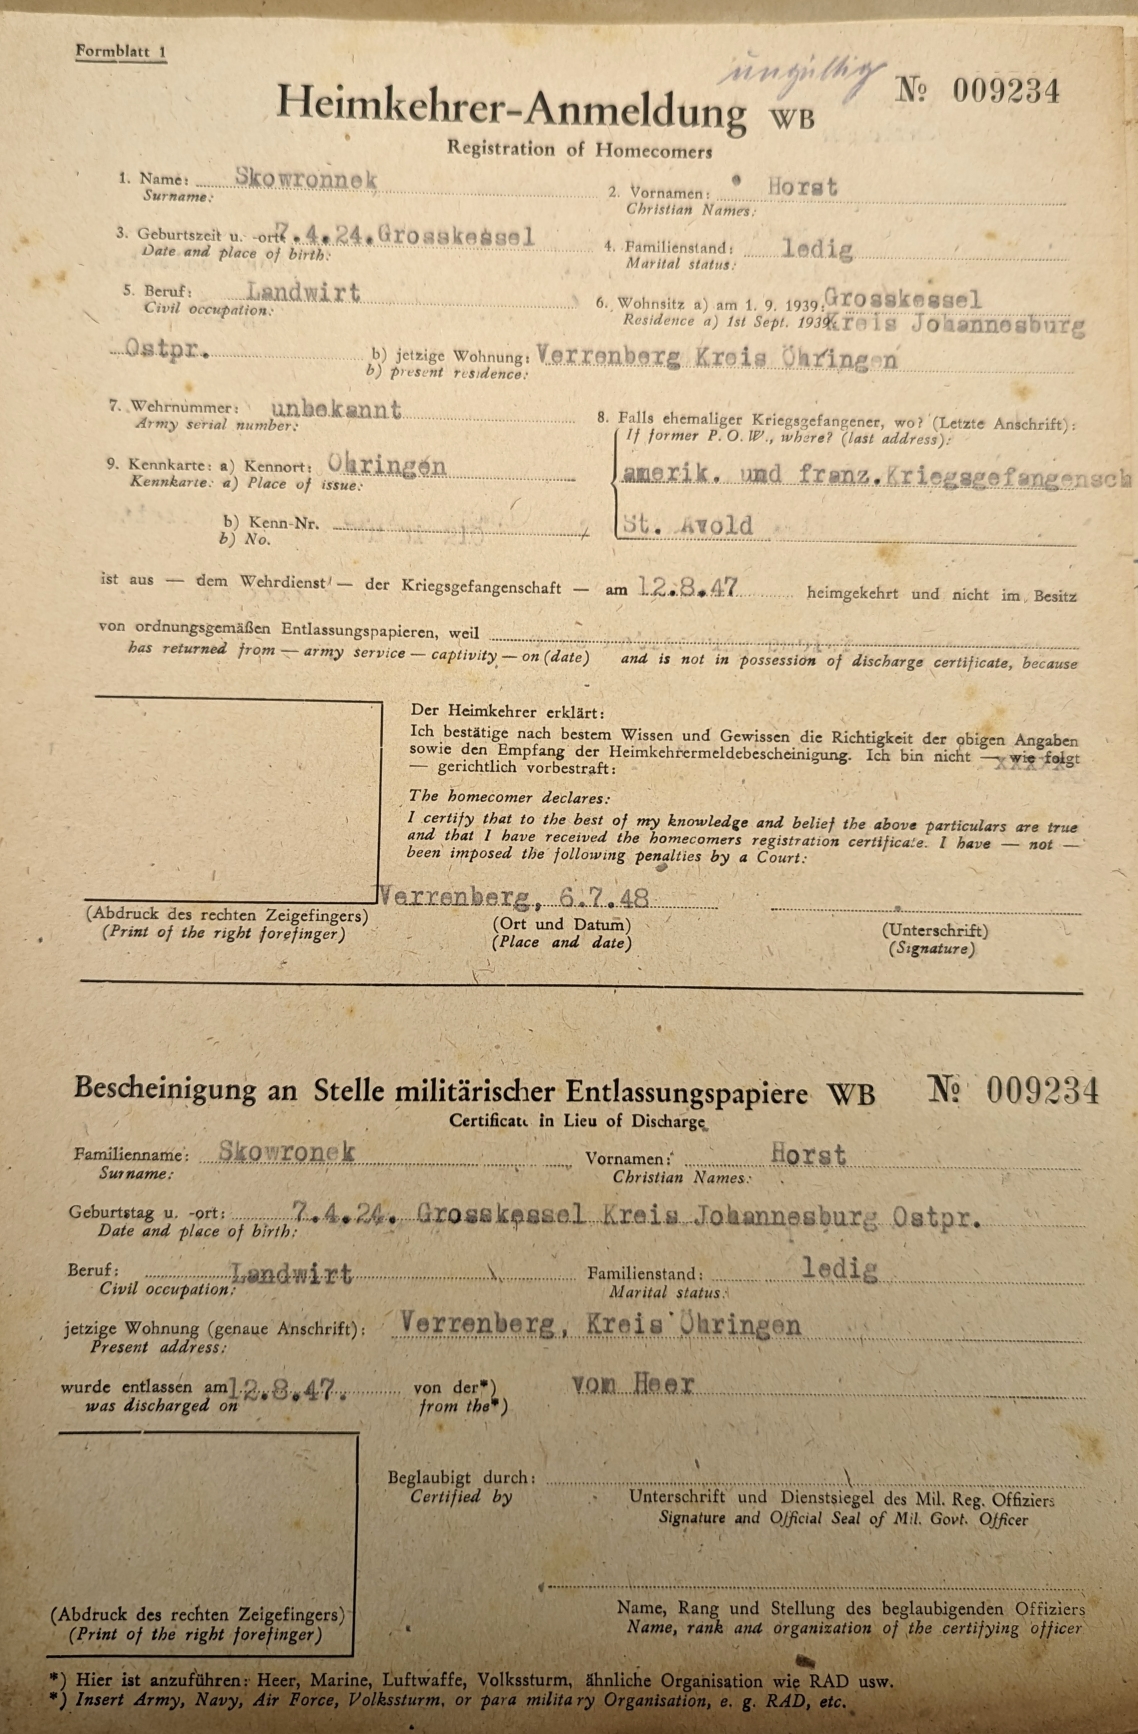 Formblatt 1
ungültig
Heimkehrer-Anmeldung WB № 009234
Registration of Homecomers
1. Name: Skowronnek 2. Vornamen: Horst
Surname: Christian Names:
3. Geburtszeit u. -ort: 7.4.24.Grosskessel 4. Familienstand: ledig
Date and place of birth: Marital status:
5. Beruf: Landwirt 6. Wohnsitz a) am 1. 9. 1939: Grosskessel
Civil occupation: Residence a) 1st Sept. 1939: Kreis Johannesburg
Ostpr. b) jetzige Wohnung: Verrenberg Kreis Öhringen
b) present residence:
7. Wehrnummer: unbekannt 8. Falls ehemaliger Kriegsgefangener, wo? (Letzte Anschrift):
Army serial number: If former P. O. W., where? (last address):
9. Kennkarte: a) Kennort: Öhringen amerik. und franz.Kriegsgefangensch
Kennkarte: a) Place of issue:
b) Kenn-Nr. St. Avold
b) No.
ist aus — dem Wehrdienst — der Kriegsgefangenschaft — am 12.8.47 heimgekehrt und nicht im Besitz
von ordnungsgemäßen Entlassungspapieren, weil
has returned from — army service — captivity — on (date) and is not in possession of discharge certificate, because
Der Heimkehrer erklärt:
Ich bestätige nach bestem Wissen und Gewissen die Richtigkeit der obigen Angaben
sowie den Empfang der Heimkehrermeldebescheinigung. Ich bin nicht — wie folgt
— gerichtlich vorbestraft:
The homecomer declares:
I certify that to the best of my knowledge and belief the above particulars are true
and that I have received the homecomers registration certificate. I have — not —
been imposed the following penalties by a Court:
Verrenberg, 6.7.48
(Abdruck des rechten Zeigefingers) (Ort und Datum) (Unterschrift)
(Print of the right forefinger) (Place and date) (Signature)
Bescheinigung an Stelle militärischer Entlassungspapiere WB № 009234
Certificate in Lieu of Discharge
Familienname: Skowronek Vornamen: Horst
Surname: Christian Names:
Geburtstag u. -ort: 7.4.24. Grosskessel Kreis Johannesburg Ostpr.
Date and place of birth:
Beruf: Landwirt Familienstand: ledig
Civil occupation: Marital status:
jetzige Wohnung (genaue Anschrift): Verrenberg, Kreis Öhringen
Present address:
wurde entlassen am 12.8.47. von der*) vom Heer
was discharged on from the*)
Beglaubigt durch:
Certified by Unterschrift und Dienstsiegel des Mil. Reg. Offiziers
Signature and Official Seal of Mil. Govt. Officer
(Abdruck des rechten Zeigefingers) Name, Rang und Stellung des beglaubigenden Offiziers
(Print of the right forefinger) Name, rank and organization of the certifying officer
*) Hier ist anzuführen: Heer, Marine, Luftwaffe, Volkssturm, ähnliche Organisation wie RAD usw.
*) Insert Army, Navy, Air Force, Volkssturm, or para military Organisation, e. g. RAD, etc.